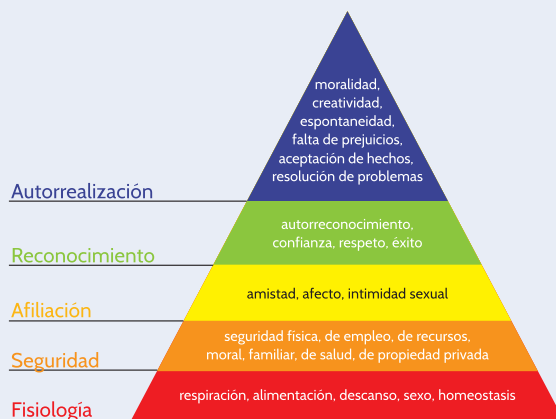 moralidad,
creatividad,
espontaneidad,
falta de prejuicios,
aceptación de hechos,
resolución de problemas
Autorrealización
autorreconocimiento,
confianza, respeto, éxito
Reconocimiento
amistad, afecto, intimidad sexual
Afiliación
seguridad física, de empleo, de recursos,
moral, familiar, de salud, de propiedad privada
Seguridad
respiración, alimentación, descanso, sexo, homeostasis
Fisiología